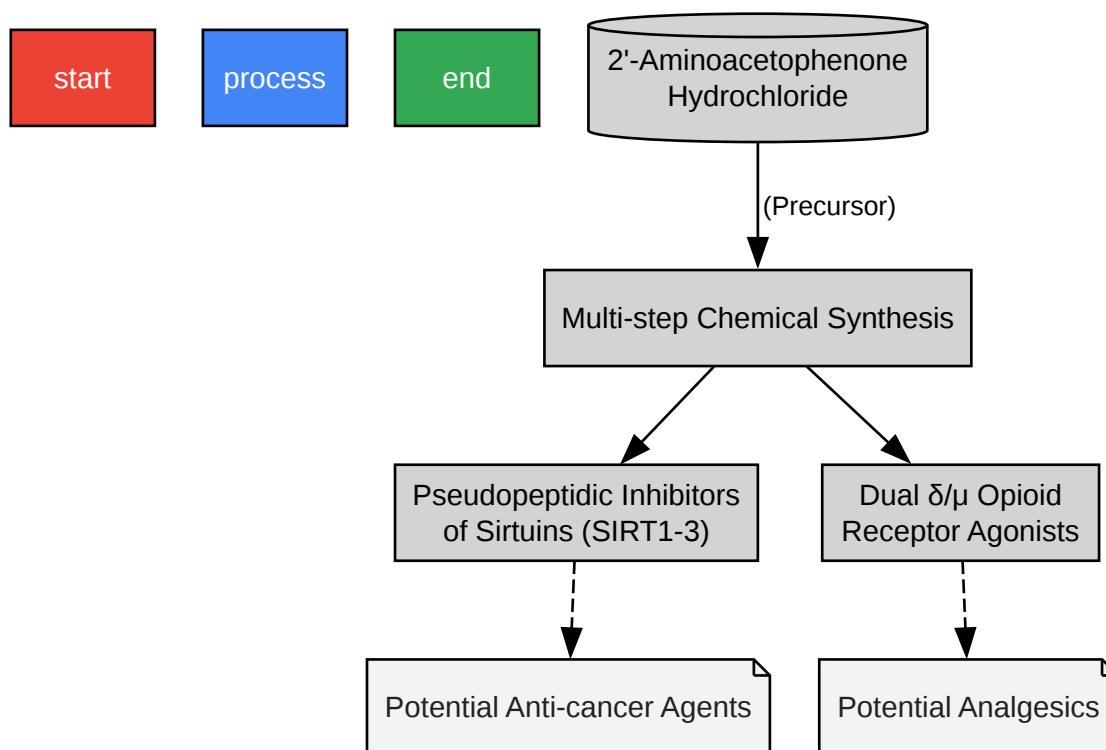 start
process
end
2'-Aminoacetophenone
Hydrochloride
(Precursor)
Multi-step Chemical Synthesis
Pseudopeptidic Inhibitors
of Sirtuins (SIRT1-3)
Dual δ/μ Opioid
Receptor Agonists
Potential Anti-cancer Agents
Potential Analgesics